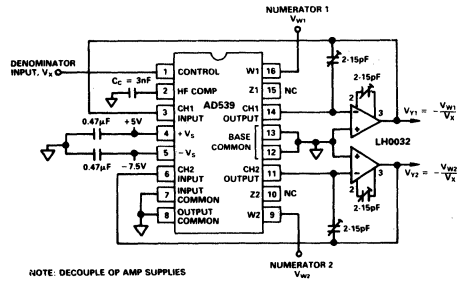 NUMERATOR 1
VW1
DENOMINATOR
INPUT, VX
CC = 3nF
2-15pF
1 CONTROL W1 16
2 HF COMP Z1 15 NC
AD539
3 CH1 INPUT CH1 OUTPUT 14
2-15pF
2 3
VY1 = - VW1/VX
0.47µF +5V
4 +VS BASE COMMON 13
5 -VS 12
LH0032
0.47µF -7.5V
6 CH2 INPUT CH2 OUTPUT 11
VY2 = - VW2/VX
7 INPUT COMMON Z2 10 NC
2 3
2-15pF
8 OUTPUT COMMON W2 9
2-15pF
NUMERATOR 2
VW2
NOTE: DECOUPLE OP AMP SUPPLIES